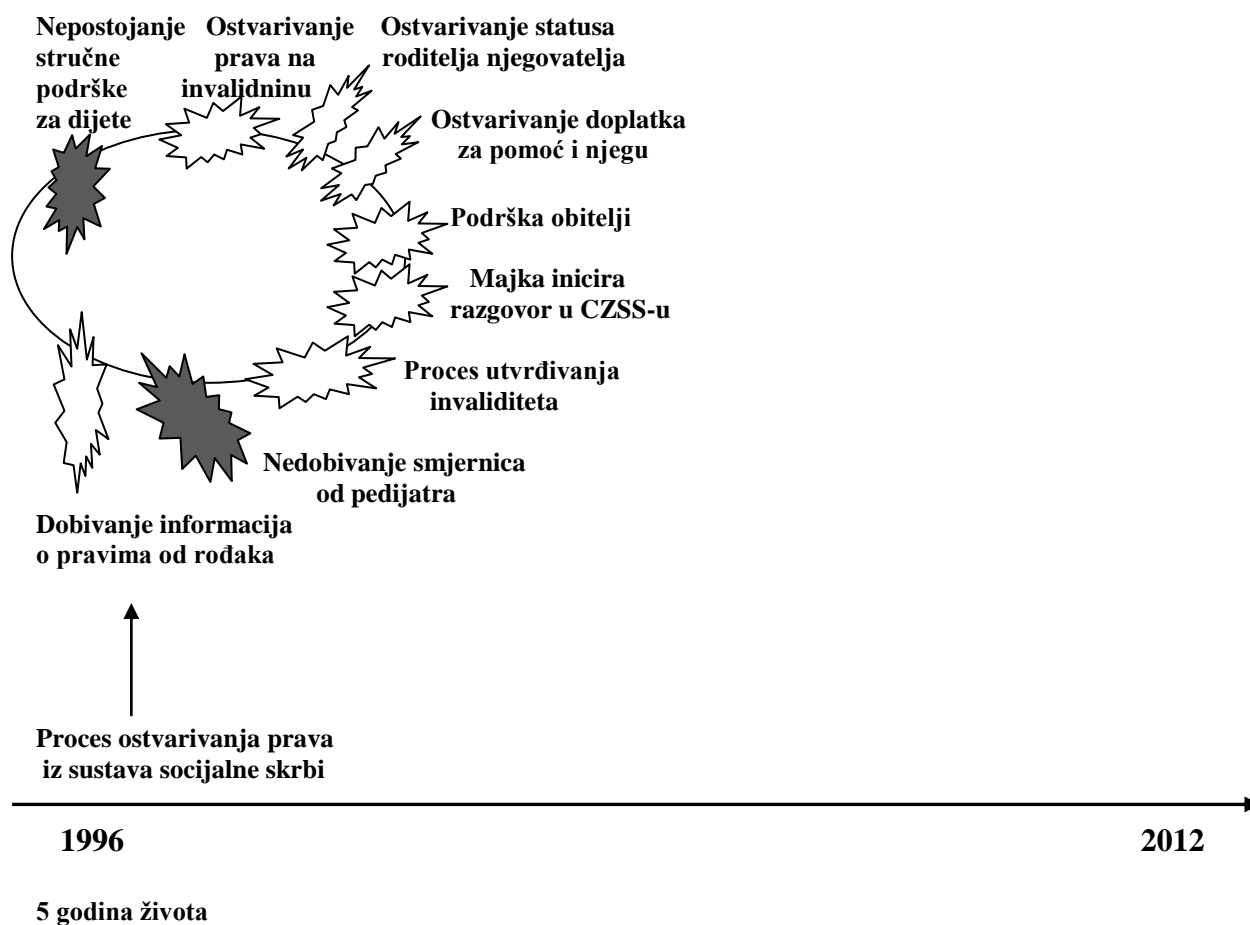 Nepostojanje
stručne
podrške
za dijete
Ostvarivanje
prava na
invalidninu
Ostvarivanje statusa
roditelja njegovatelja
Ostvarivanje doplatka
za pomoć i njegu
Podrška obitelji
Majka inicira
razgovor u CZSS-u
Proces utvrđivanja
invaliditeta
Nedobivanje smjernica
od pedijatra
Dobivanje informacija
o pravima od rođaka
Proces ostvarivanja prava
iz sustava socijalne skrbi
1996
2012
5 godina života